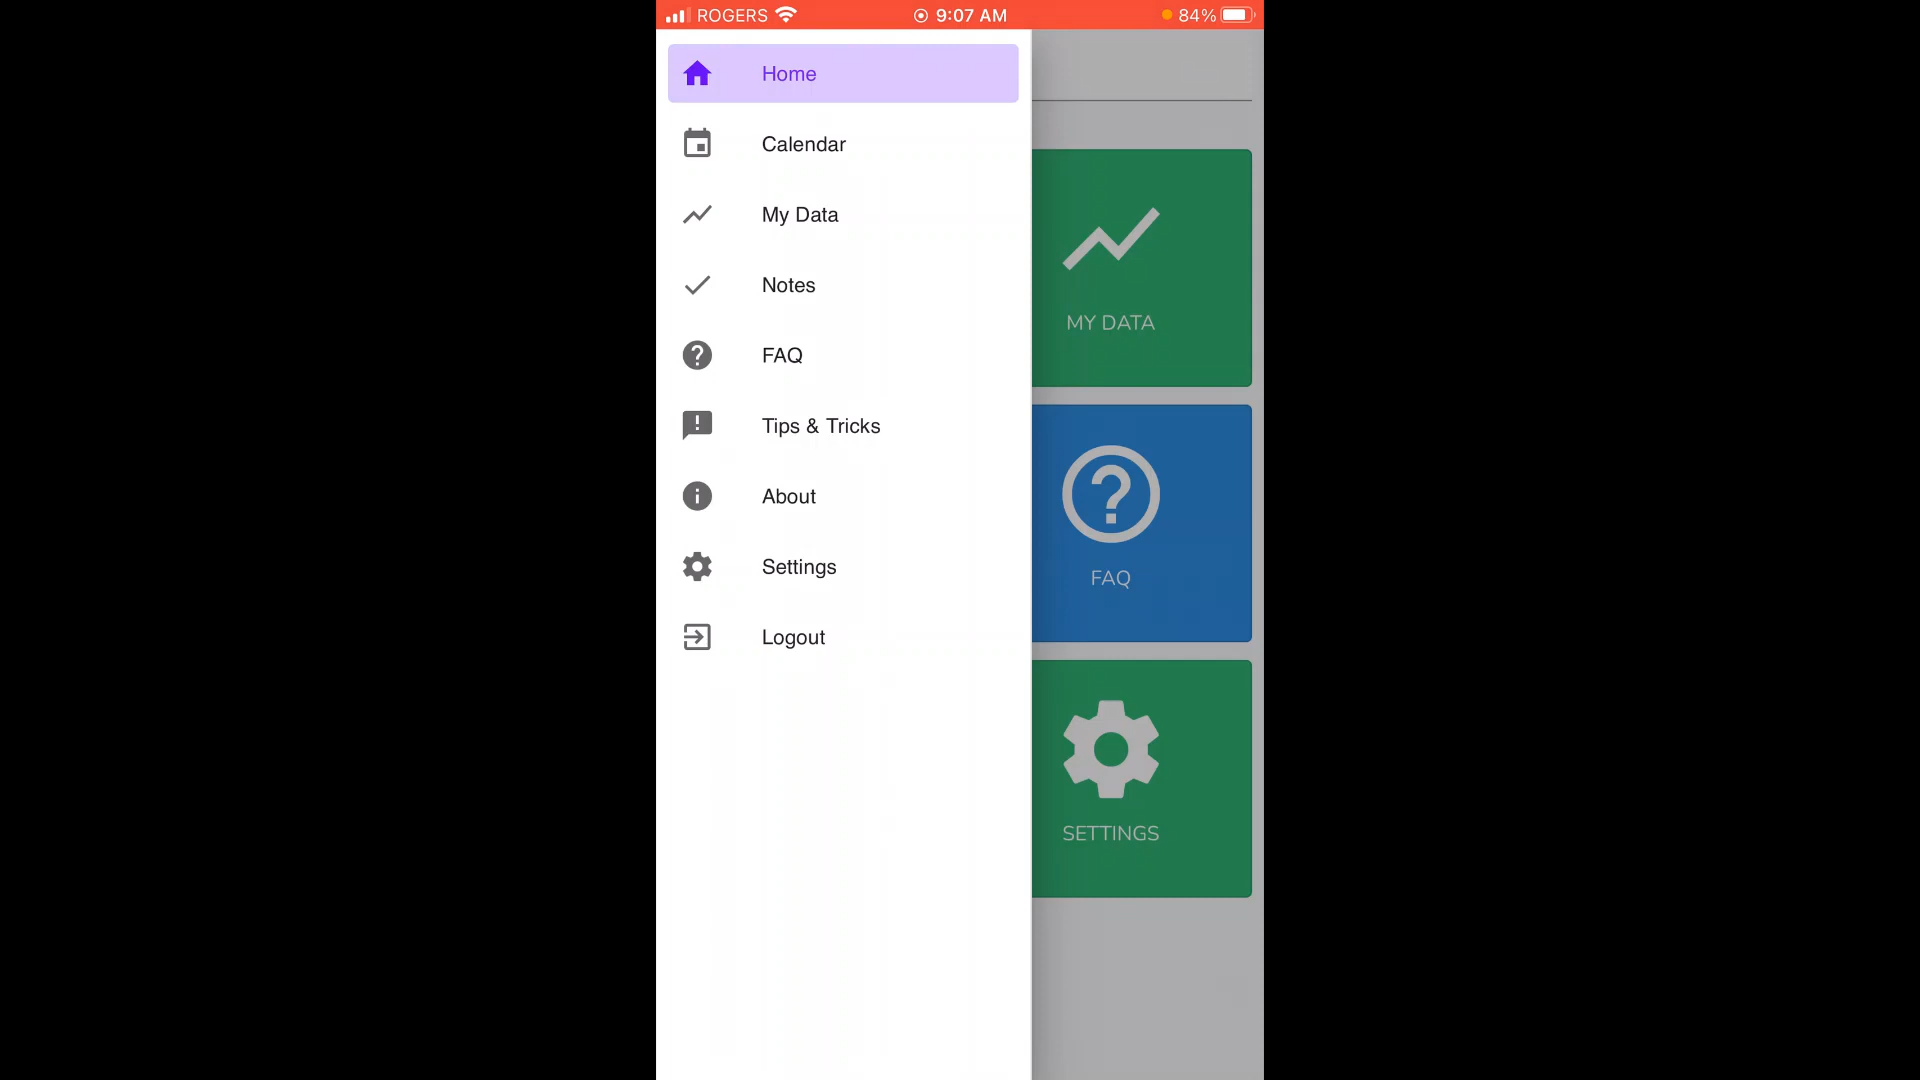 ROGERS 9:07 AM 84%
Home
Calendar
My Data
Notes
FAQ
Tips & Tricks
About
Settings
Logout
MY DATA
FAQ
SETTINGS